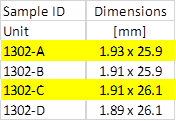 Sample ID Dimensions
Unit [mm]
1302-A 1.93 x 25.9
1302-B 1.91 x 25.9
1302-C 1.91 x 26.1
1302-D 1.89 x 26.1